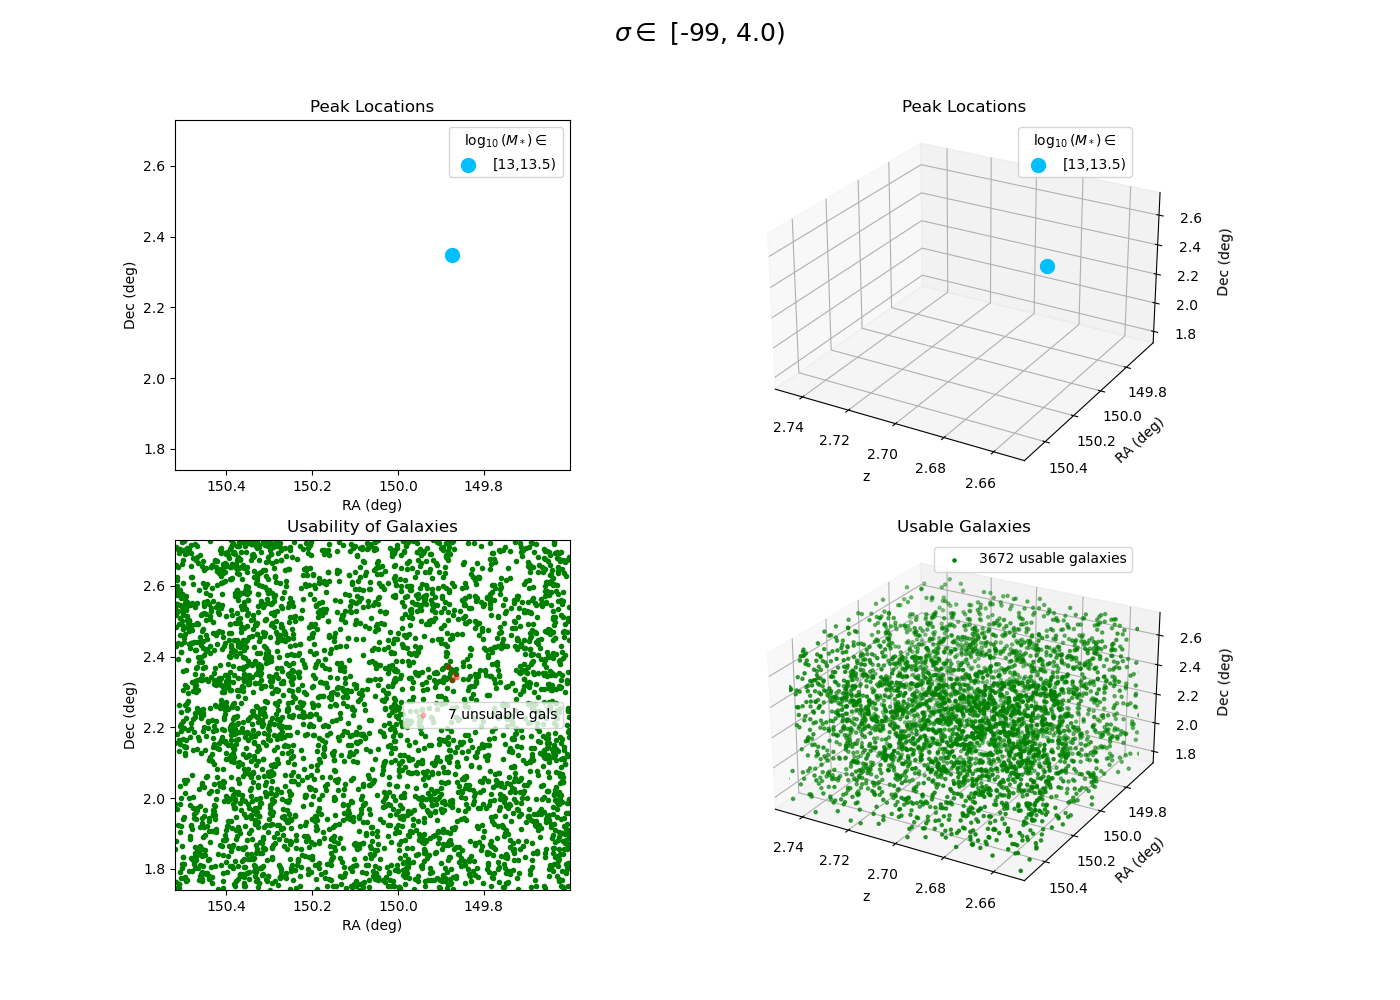 σ ∈ [-99, 4.0)
Peak Locations
log₁₀(M*) ∈
[13,13.5)
2.6
2.4
2.2
2.0
1.8
Dec (deg)
150.4 150.2 150.0 149.8
RA (deg)
Peak Locations
log₁₀(M*) ∈
[13,13.5)
2.6
2.4
2.2
2.0
1.8
Dec (deg)
149.8
150.0
150.2
150.4
RA (deg)
2.74
2.72
2.70
2.68
2.66
z
Usability of Galaxies
7 unsuable gals
2.6
2.4
2.2
2.0
1.8
Dec (deg)
150.4 150.2 150.0 149.8
RA (deg)
Usable Galaxies
3672 usable galaxies
2.6
2.4
2.2
2.0
1.8
Dec (deg)
149.8
150.0
150.2
150.4
RA (deg)
2.74
2.72
2.70
2.68
2.66
z